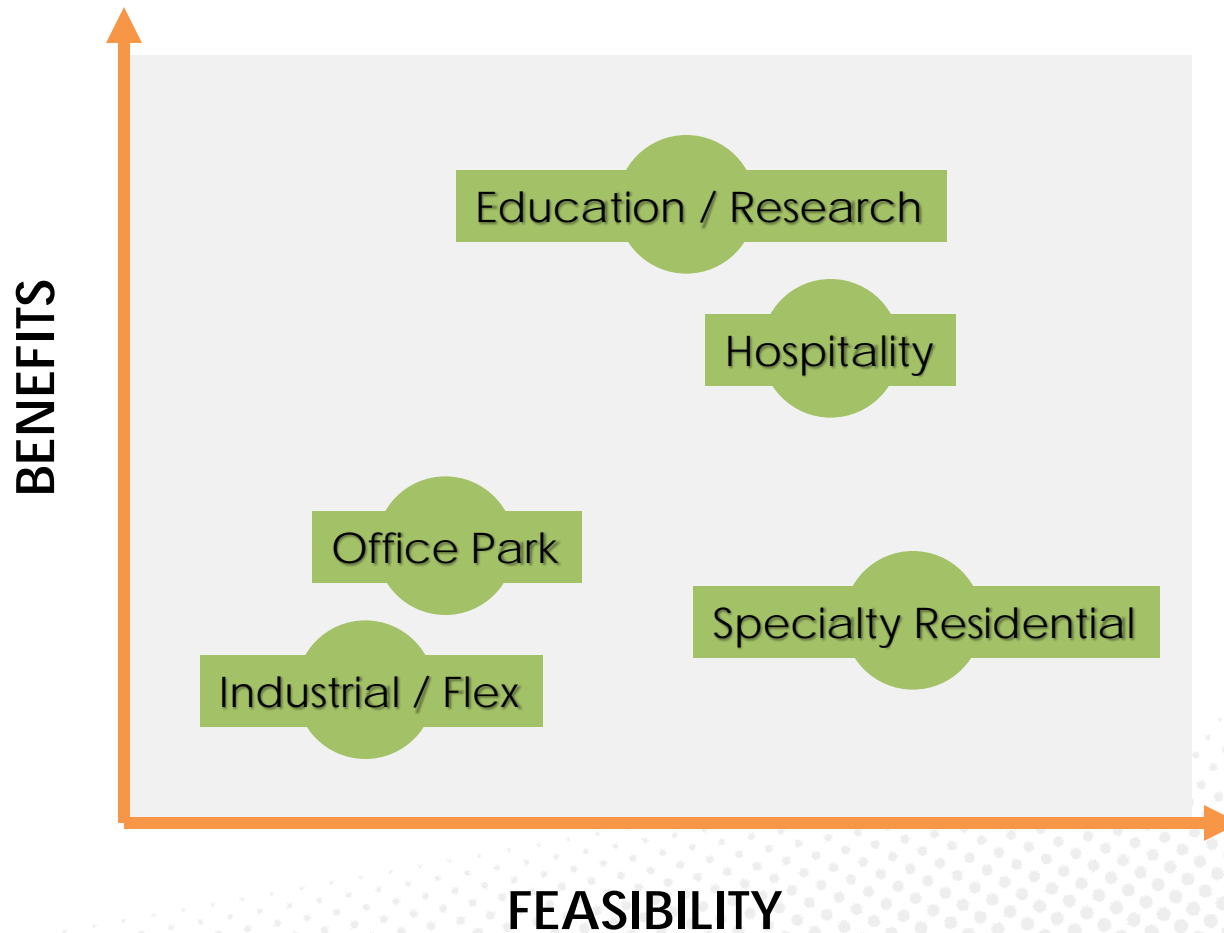 BENEFITS
Education / Research
Hospitality
Office Park
Specialty Residential
Industrial / Flex
FEASIBILITY